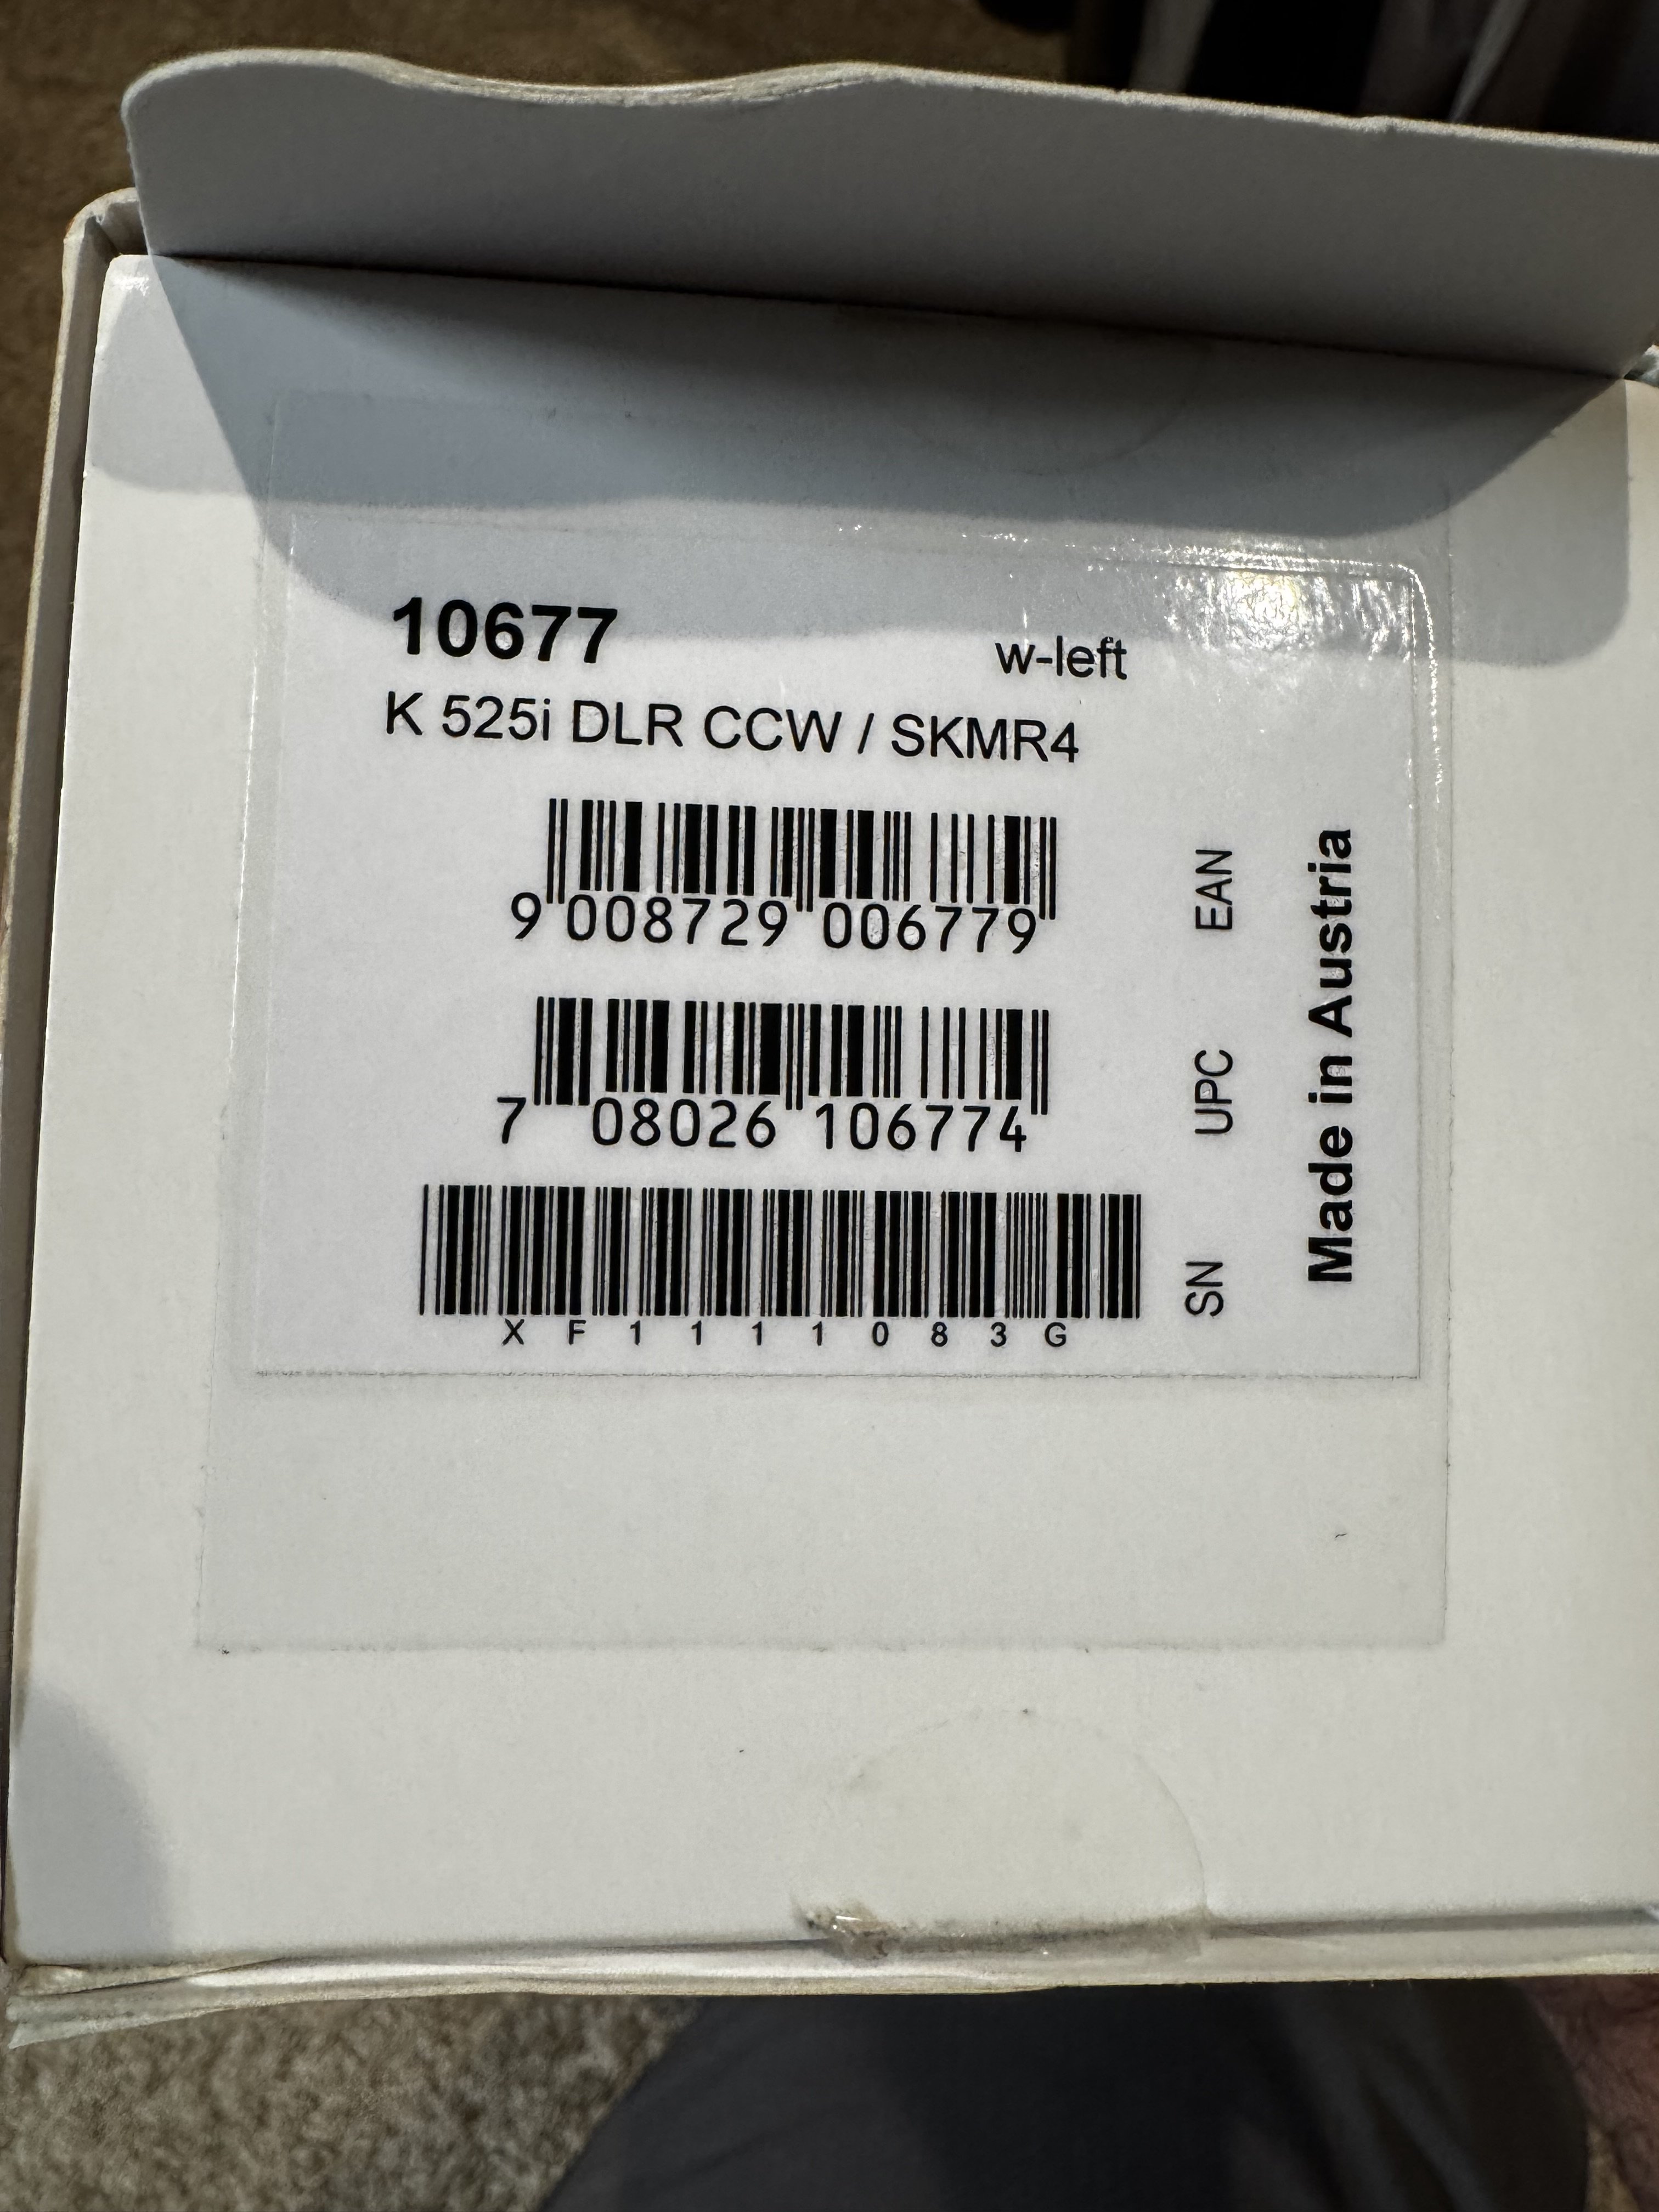 10677
w-left
K 525i DLR CCW / SKMR4
9 008729 006779
EAN
7 08026 106774
UPC
XF1111083G
SN
Made in Austria